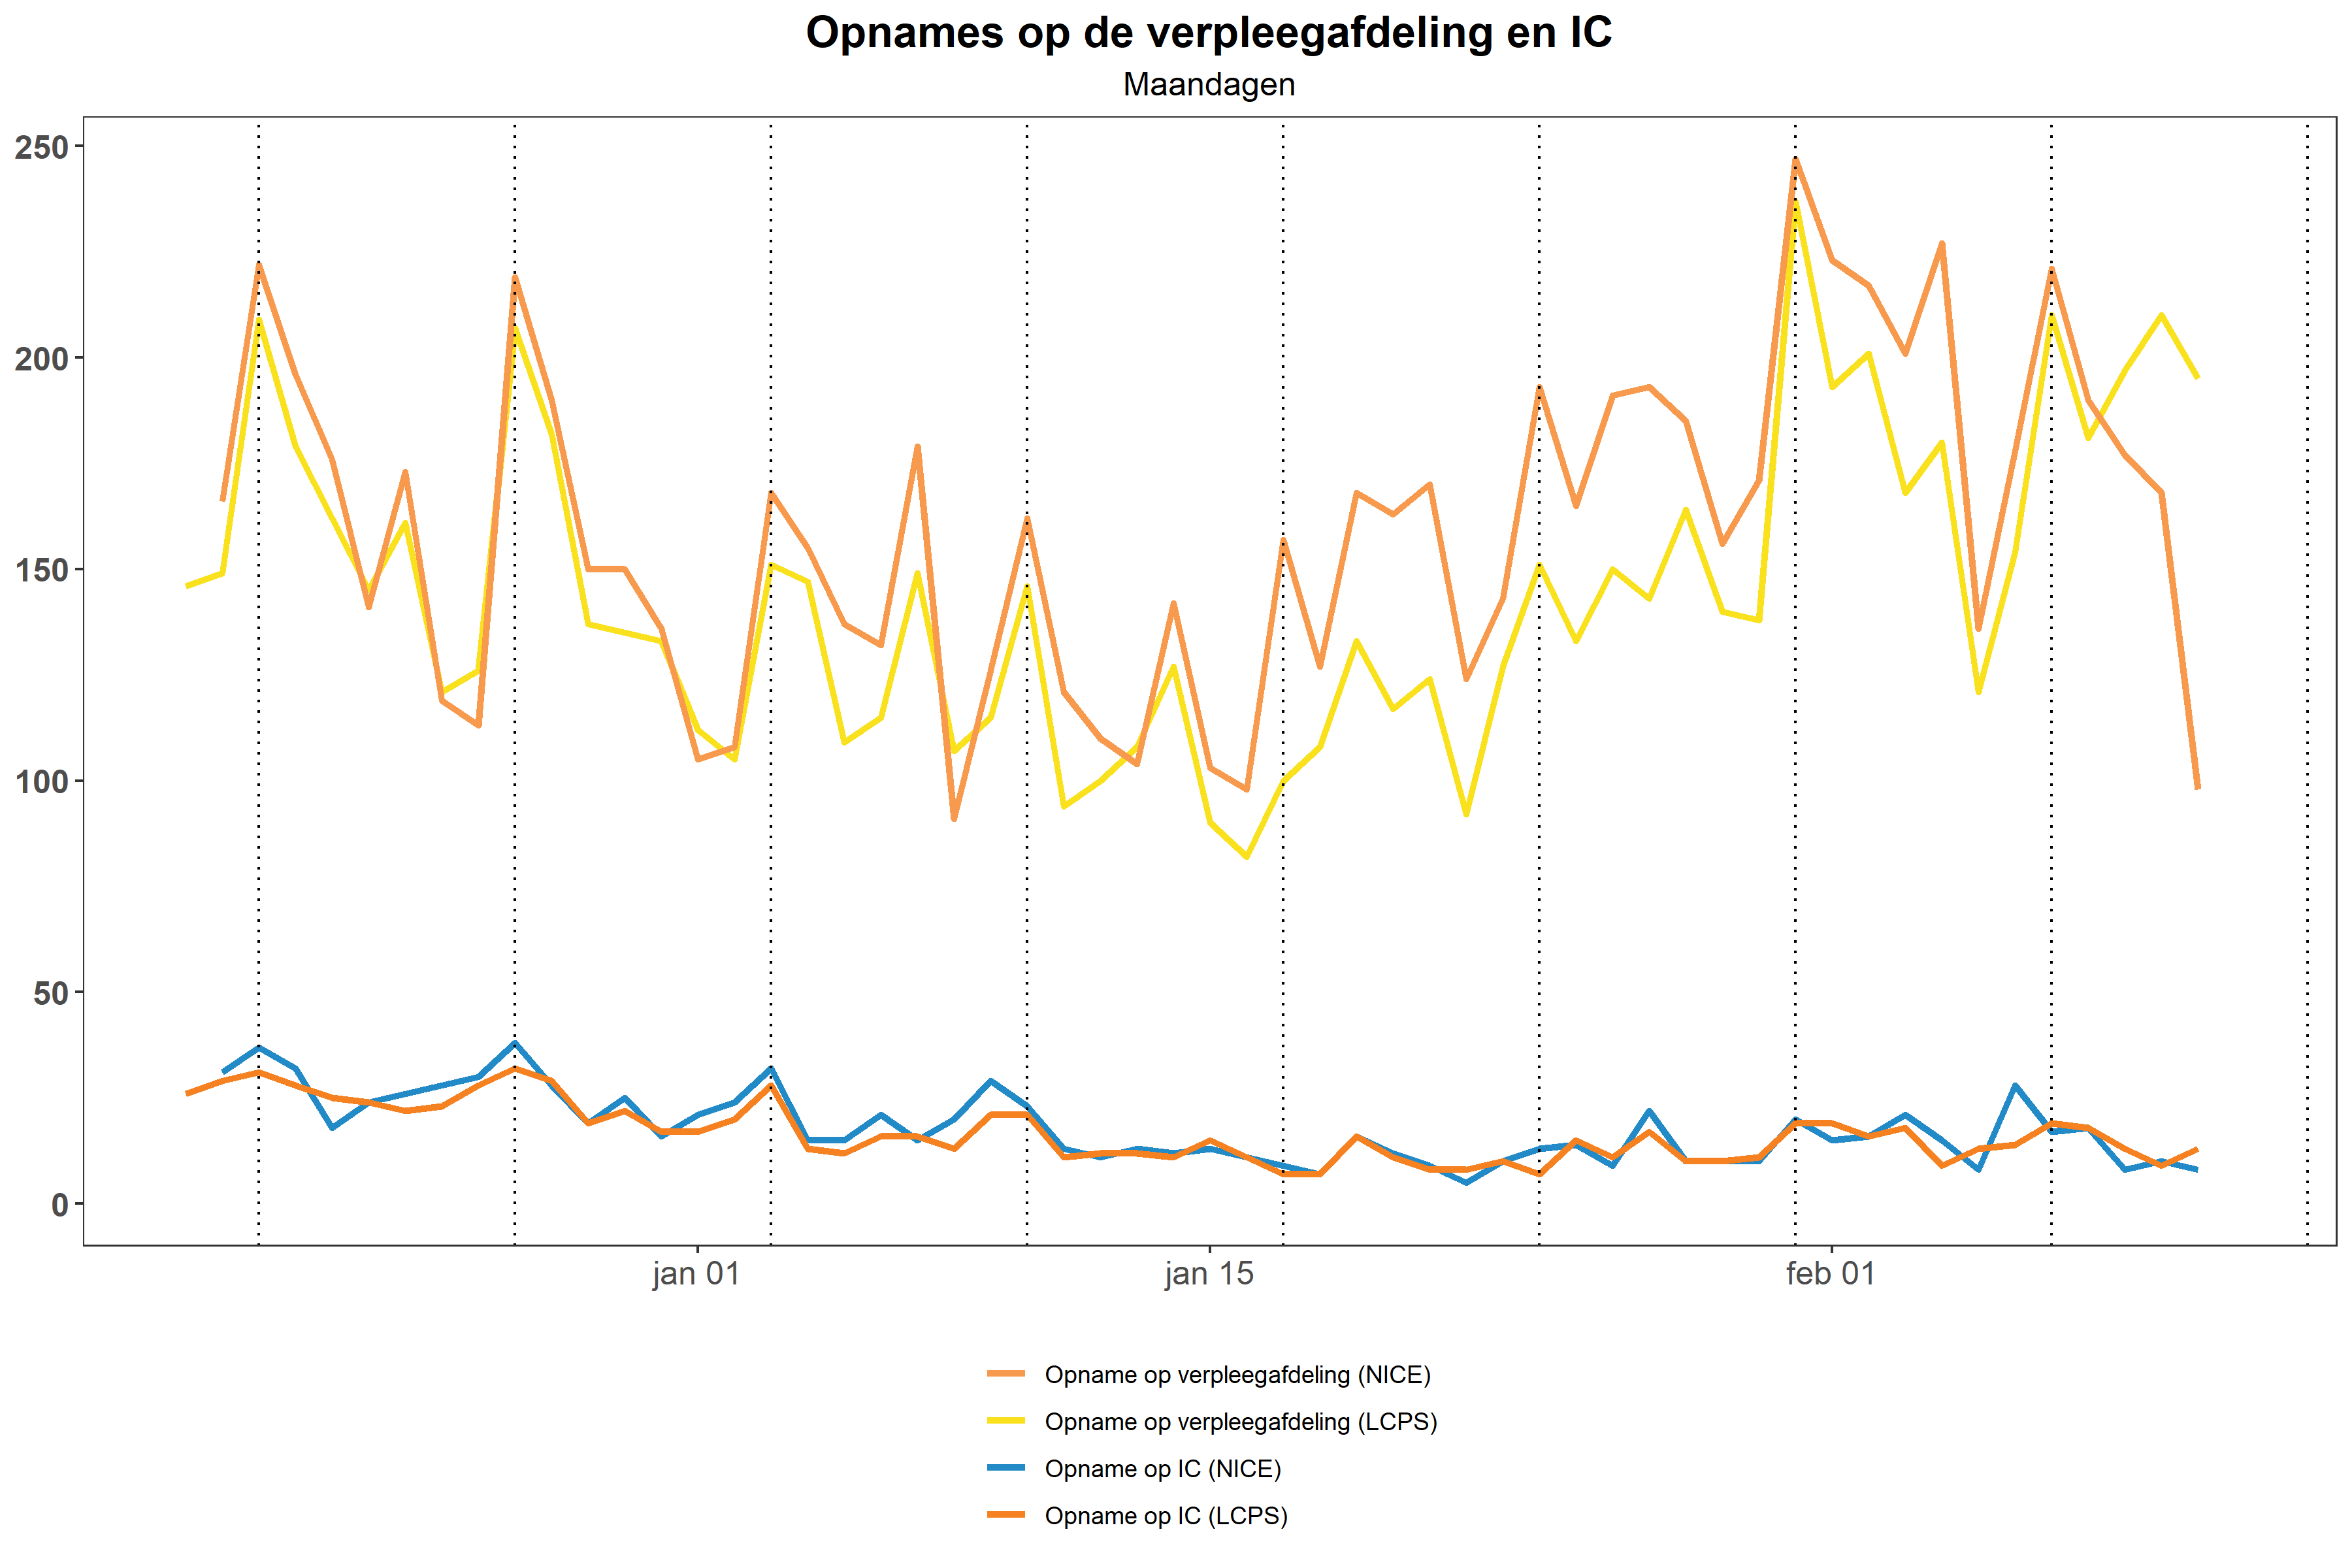 Opnames op de verpleegafdeling en IC
Maandagen
250
200
150
100
50
0
jan 01 jan 15 feb 01
Opname op verpleegafdeling (NICE)
Opname op verpleegafdeling (LCPS)
Opname op IC (NICE)
Opname op IC (LCPS)